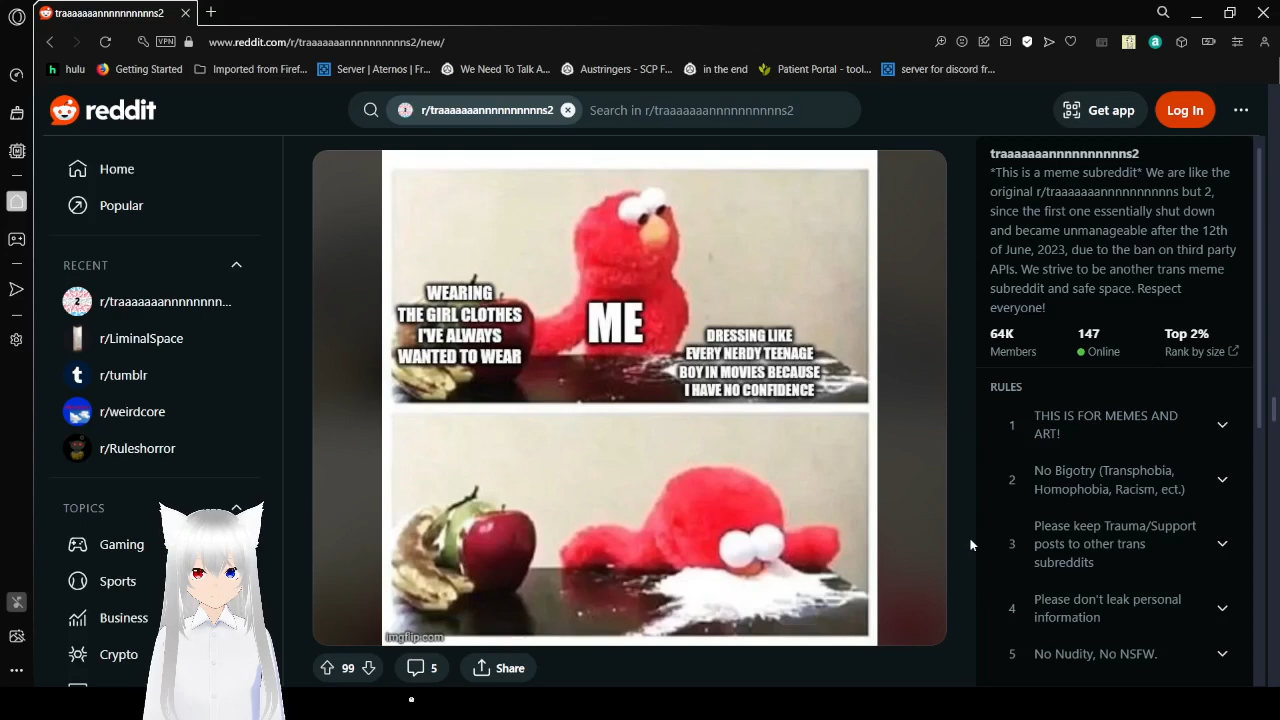 traaaaaaannnnnnnnnns2
VPN
www.reddit.com/r/traaaaaaannnnnnnnnns2/new/
hulu
Getting Started
Imported from Firef...
Server | Aternos | Fr...
We Need To Talk A...
Austringers - SCP F...
in the end
Patient Portal - tool...
server for discord fr...
reddit
r/traaaaaaannnnnnnnnns2
Search in r/traaaaaaannnnnnnnnns2
Get app
Log In
Home
Popular
RECENT
r/traaaaaaannnnnnn...
r/LiminalSpace
r/tumblr
r/weirdcore
r/Ruleshorror
TOPICS
Gaming
Sports
Business
Crypto
WEARING
THE GIRL CLOTHES
I'VE ALWAYS
WANTED TO WEAR
ME
DRESSING LIKE
EVERY NERDY TEENAGE
BOY IN MOVIES BECAUSE
I HAVE NO CONFIDENCE
imgflip.com
99
5
Share
traaaaaaannnnnnnnnns2
*This is a meme subreddit* We are like the
original r/traaaaaaannnnnnnnnns but 2,
since the first one essentially shut down
and became unmanageable after the 12th
of June, 2023, due to the ban on third party
APIs. We strive to be another trans meme
subreddit and safe space. Respect
everyone!
64K
Members
147
Online
Top 2%
Rank by size
RULES
1
THIS IS FOR MEMES AND
ART!
2
No Bigotry (Transphobia,
Homophobia, Racism, ect.)
3
Please keep Trauma/Support
posts to other trans
subreddits
4
Please don't leak personal
information
5
No Nudity, No NSFW.